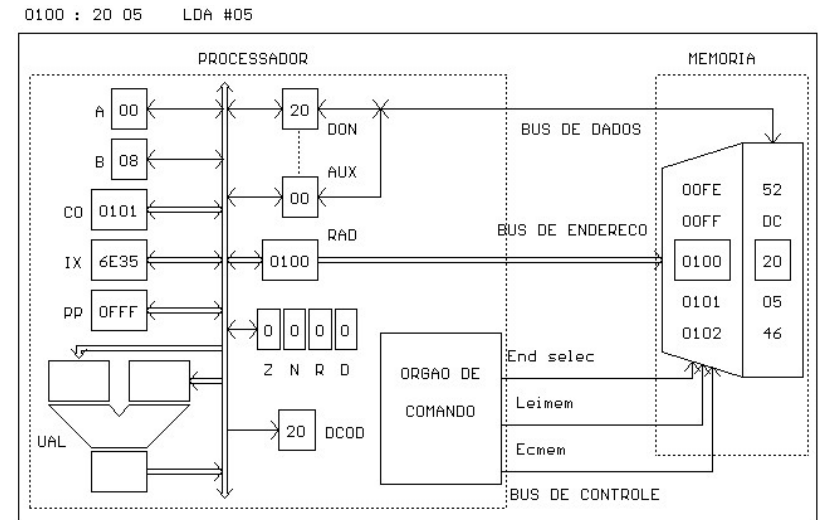 0100 : 20 05 LDA #05
PROCESSADOR
MEMORIA
A 00
20
DON
BUS DE DADOS
B 08
AUX
00
00FE 52
CO 0101
00FF DC
RAD
BUS DE ENDERECO
IX 6E35
0100
0100 20
PP 0FFF
0101 05
0 0 0 0
0102 46
Z N R D
End selec
ORGAO DE
COMANDO
Leimem
20 DCOD
UAL
Ecmem
BUS DE CONTROLE